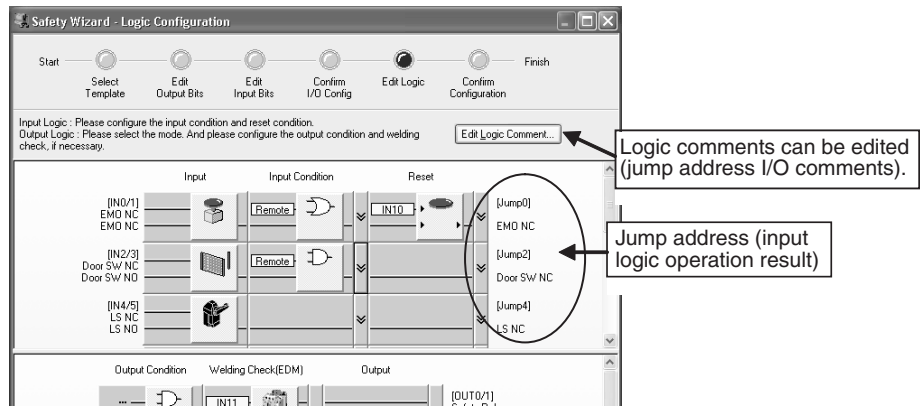 Safety Wizard - Logic Configuration
Start
Select
Template
Edit
Output Bits
Edit
Input Bits
Confirm
I/O Config
Edit Logic
Confirm
Configuration
Finish
Input Logic : Please configure the input condition and reset condition.
Output Logic : Please select the mode. And please configure the output condition and welding
check, if necessary.
Edit Logic Comment...
Logic comments can be edited
(jump address I/O comments).
Input
Input Condition
Reset
[IN0/1]
EMO NC
EMO NC
Remote
IN10
[Jump0]
EMO NC
Jump address (input
logic operation result)
[IN2/3]
Door SW NC
Door SW NO
Remote
[Jump2]
Door SW NC
[IN4/5]
LS NC
LS NO
[Jump4]
LS NC
Output Condition
Welding Check(EDM)
Output
...
IN11
[OUT0/1]